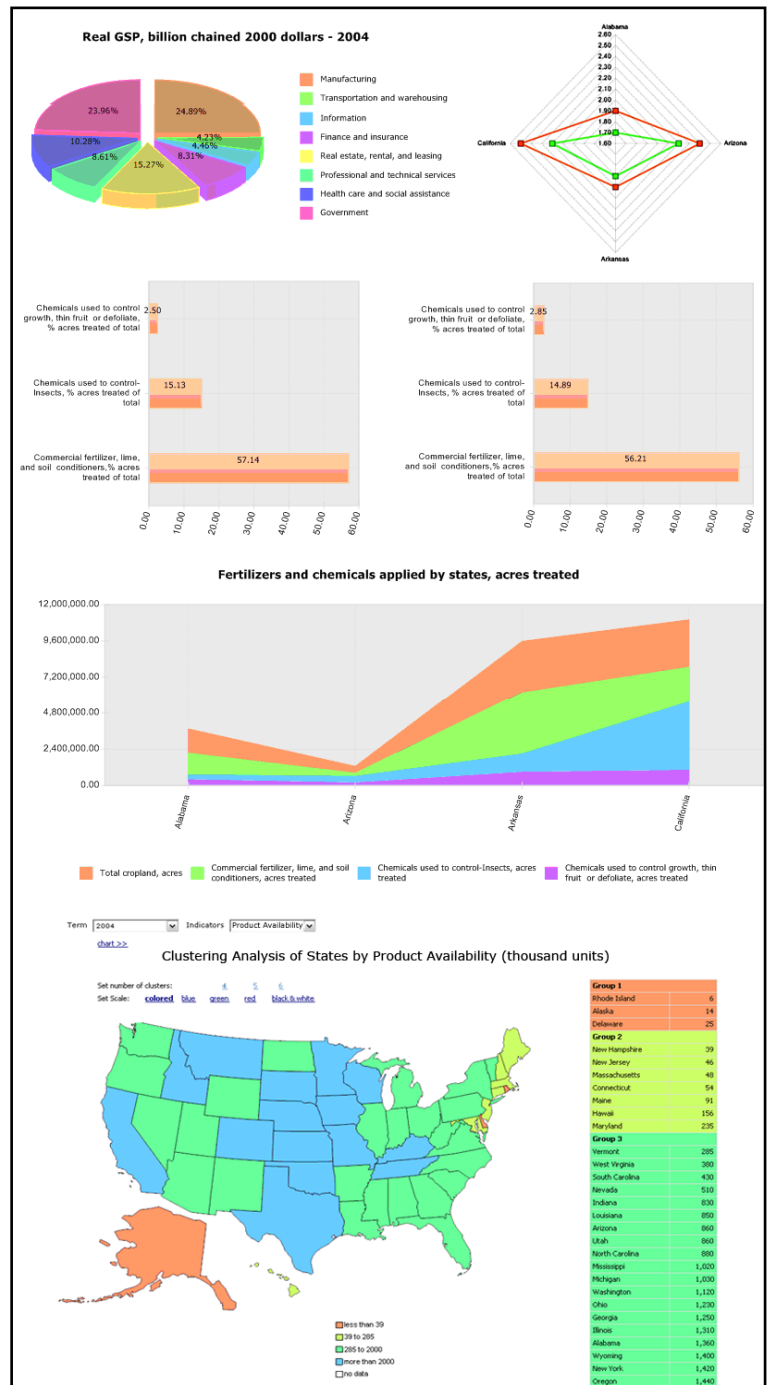 Real GSP, billion chained 2000 dollars - 2004
23.96%
24.89%
4.23%
4.46%
8.31%
15.27%
8.61%
10.28%
Manufacturing
Transportation and warehousing
Information
Finance and insurance
Real estate, rental, and leasing
Professional and technical services
Health care and social assistance
Government
Alabama
2.60
2.50
2.40
2.30
2.20
2.10
2.00
1.90
1.80
1.70
1.60
California
Arizona
Arkansas
Chemicals used to control
growth, thin fruit or defoliate,
% acres treated of total
2.50
Chemicals used to control-
Insects, % acres treated of
total
15.13
Commercial fertilizer, lime,
and soil conditioners,% acres
treated of total
57.14
0.00
10.00
20.00
30.00
40.00
50.00
60.00
Chemicals used to control
growth, thin fruit or defoliate,
% acres treated of total
2.85
Chemicals used to control-
Insects, % acres treated of
total
14.89
Commercial fertilizer, lime,
and soil conditioners,% acres
treated of total
56.21
0.00
10.00
20.00
30.00
40.00
50.00
60.00
Fertilizers and chemicals applied by states, acres treated
12,000,000.00
9,600,000.00
7,200,000.00
4,800,000.00
2,400,000.00
0.00
Alabama
Arizona
Arkansas
California
Total cropland, acres
Commercial fertilizer, lime, and soil
conditioners, acres treated
Chemicals used to control-Insects, acres
treated
Chemicals used to control growth, thin
fruit or defoliate, acres treated
Term 2004 Indicators Product Availability
chart >>
Clustering Analysis of States by Product Availability (thousand units)
Set number of clusters: 4 5 6
Set Scale: colored blue green red black & white
less than 39
39 to 285
285 to 2000
more than 2000
no data
Group 1
Rhode Island 6
Alaska 14
Delaware 25
Group 2
New Hampshire 39
New Jersey 46
Massachusetts 48
Connecticut 54
Maine 91
Hawaii 156
Maryland 235
Group 3
Vermont 285
West Virginia 380
South Carolina 430
Nevada 510
Indiana 830
Louisiana 850
Arizona 860
Utah 860
North Carolina 880
Mississippi 1,020
Michigan 1,030
Washington 1,120
Ohio 1,230
Georgia 1,250
Illinois 1,310
Alabama 1,360
Wyoming 1,400
New York 1,420
Oregon 1,440